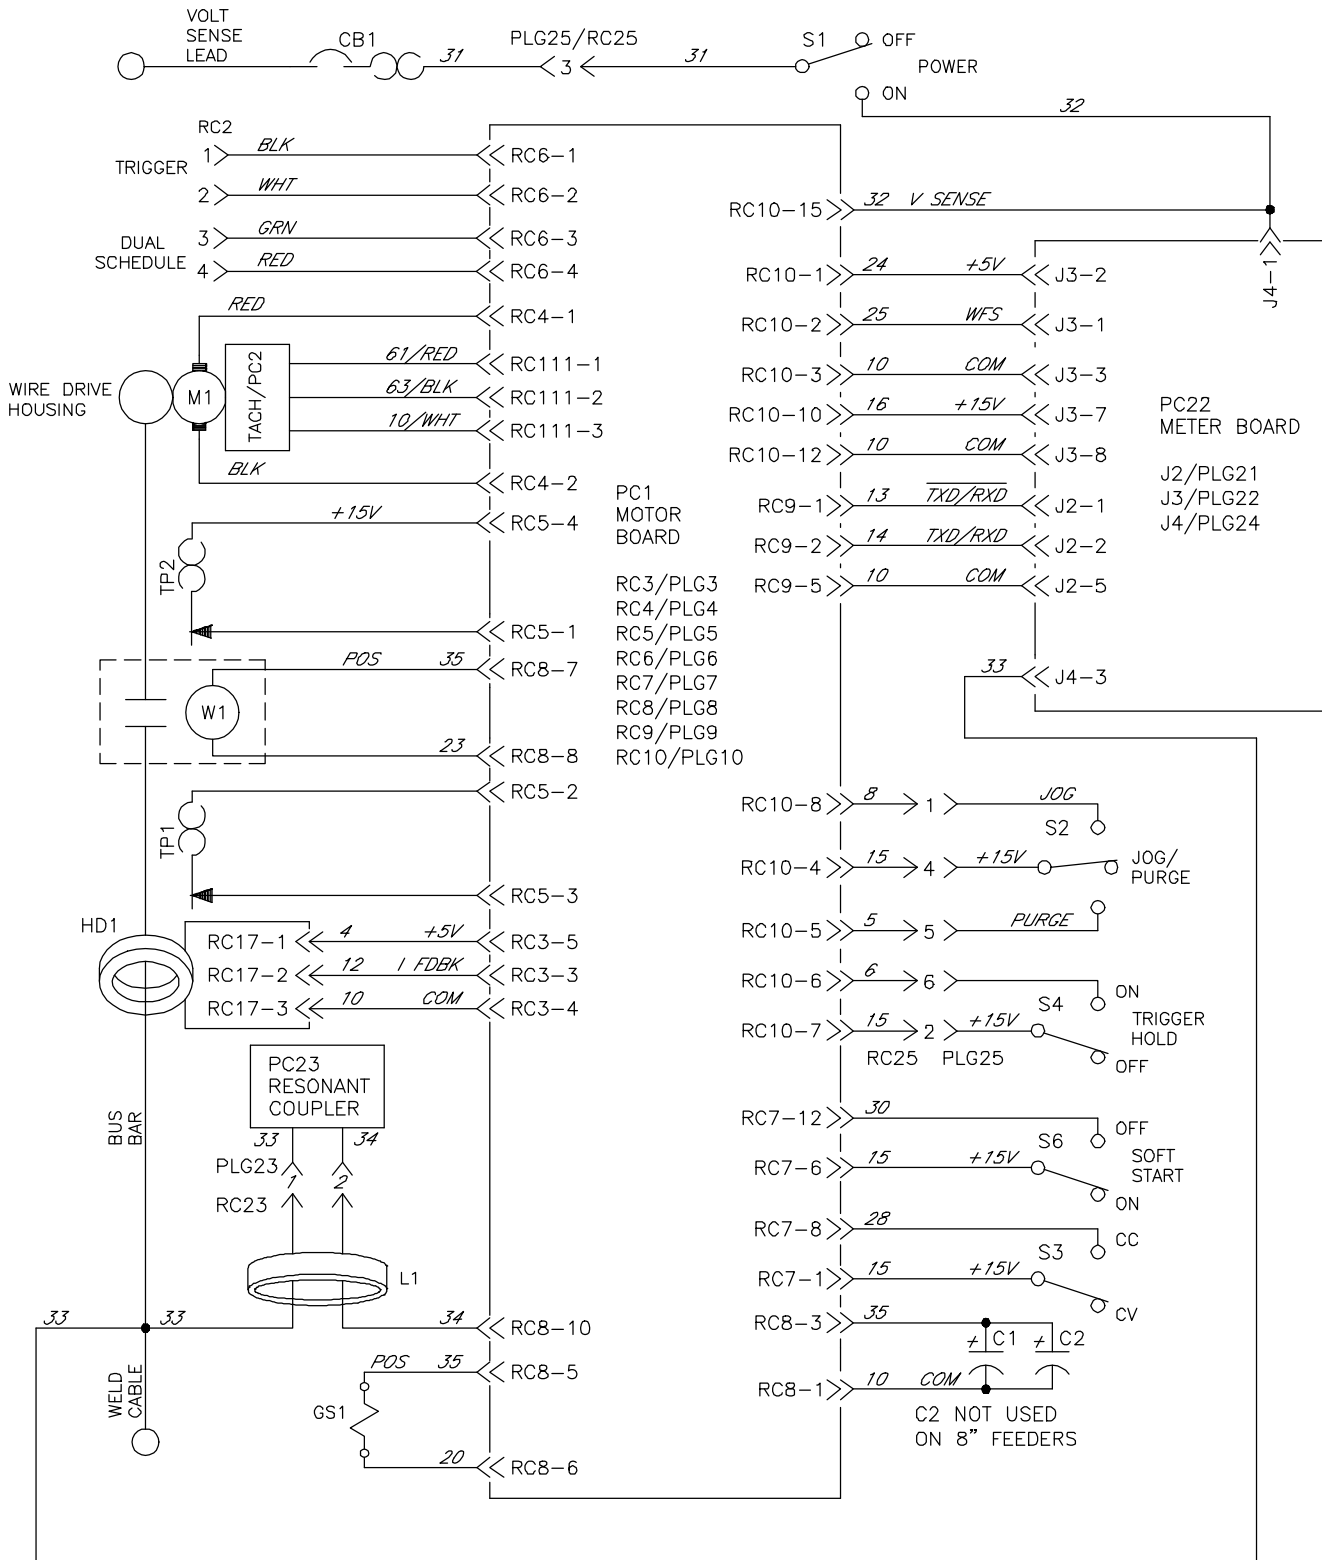 VOLT
SENSE
LEAD
CB1
31
PLG25/RC25
3
31
S1
OFF
POWER
ON
32
RC2
TRIGGER
1
BLK
RC6-1
2
WHT
RC6-2
DUAL
SCHEDULE
3
GRN
RC6-3
4
RED
RC6-4
RED
RC4-1
WIRE DRIVE
HOUSING
M1
TACH/PC2
61/RED
RC111-1
63/BLK
RC111-2
10/WHT
RC111-3
BLK
RC4-2
+15V
RC5-4
TP2
RC5-1
POS
35
RC8-7
W1
23
RC8-8
RC5-2
TP1
RC5-3
HD1
RC17-1
4
+5V
RC3-5
RC17-2
12
I FDBK
RC3-3
RC17-3
10
COM
RC3-4
PC23
RESONANT
COUPLER
33
34
PLG23
1
2
RC23
BUS
BAR
L1
33
33
34
RC8-10
WELD
CABLE
POS
35
RC8-5
GS1
20
RC8-6
PC1
MOTOR
BOARD
RC3/PLG3
RC4/PLG4
RC5/PLG5
RC6/PLG6
RC7/PLG7
RC8/PLG8
RC9/PLG9
RC10/PLG10
RC10-15
32
V SENSE
J4-1
RC10-1
24
+5V
J3-2
RC10-2
25
WFS
J3-1
RC10-3
10
COM
J3-3
RC10-10
16
+15V
J3-7
RC10-12
10
COM
J3-8
RC9-1
13
TXD/RXD
J2-1
RC9-2
14
TXD/RXD
J2-2
RC9-5
10
COM
J2-5
33
J4-3
PC22
METER BOARD
J2/PLG21
J3/PLG22
J4/PLG24
RC10-8
8
1
JOG
S2
RC10-4
15
4
+15V
JOG/
PURGE
RC10-5
5
5
PURGE
RC10-6
6
6
ON
S4
TRIGGER
HOLD
RC10-7
15
2
+15V
RC25
PLG25
OFF
RC7-12
30
OFF
S6
SOFT
START
RC7-6
15
+15V
ON
RC7-8
28
CC
S3
RC7-1
15
+15V
CV
RC8-3
35
+
C1
+
C2
RC8-1
10
COM
C2 NOT USED
ON 8" FEEDERS